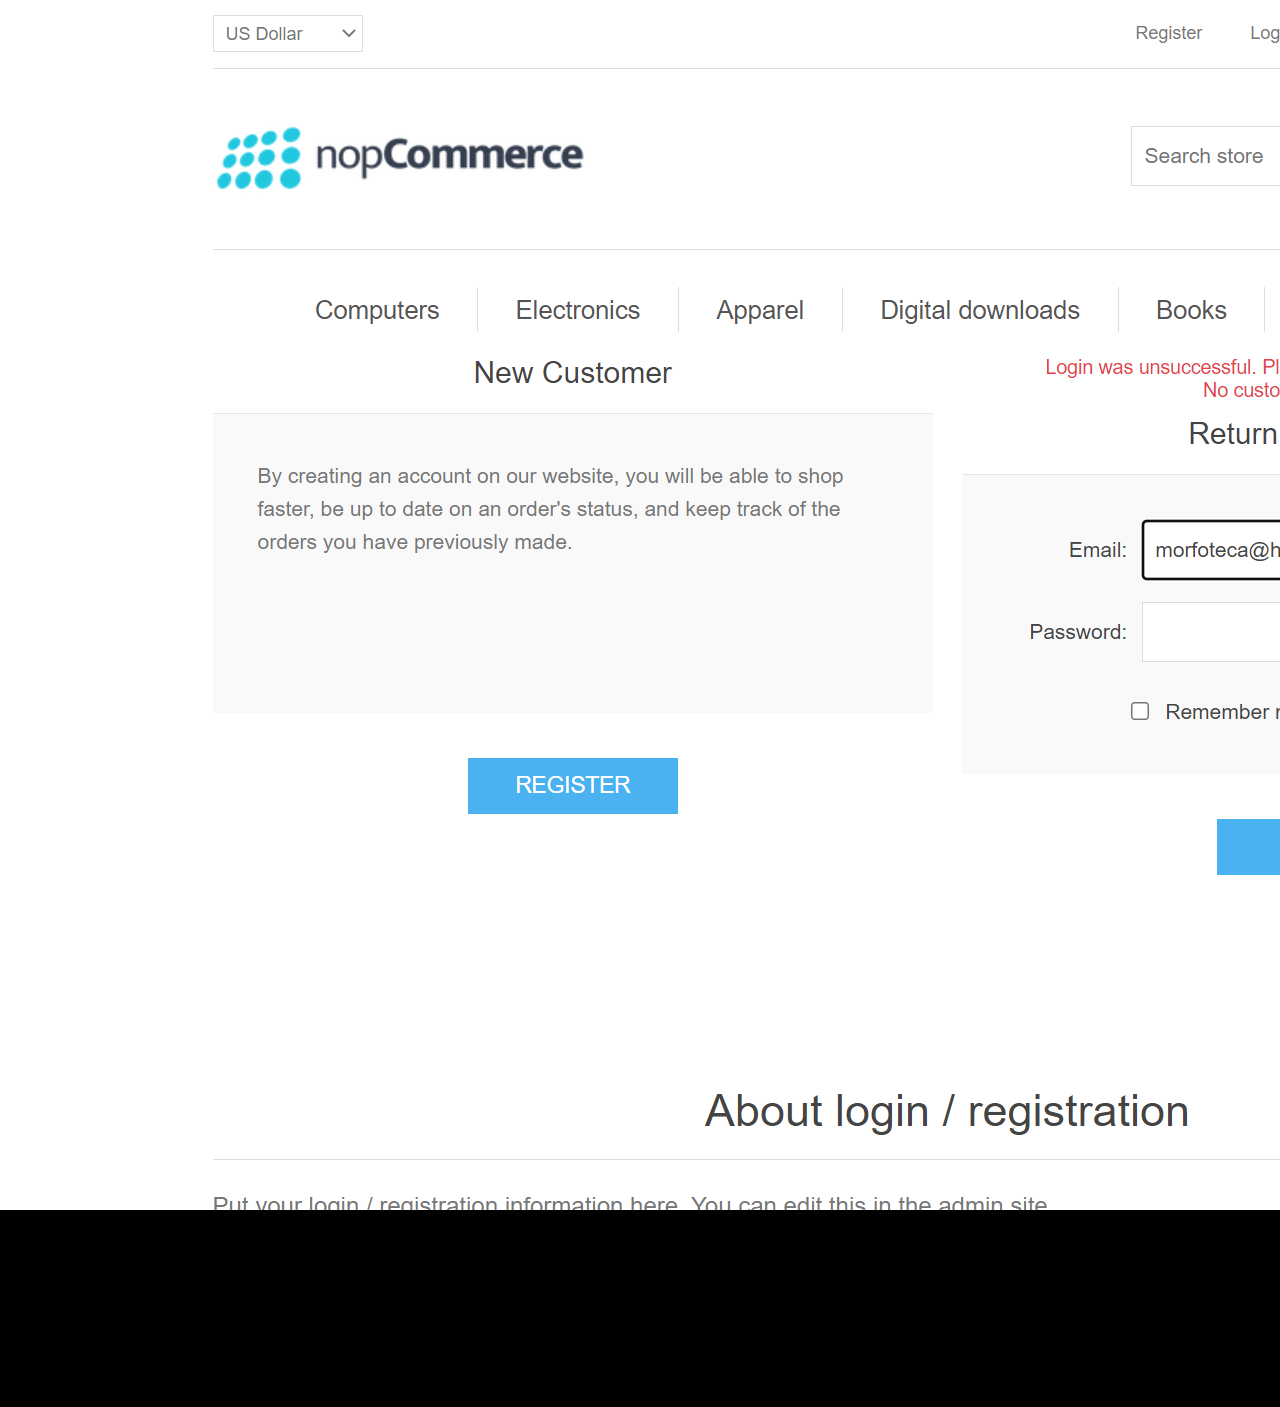 US Dollar
Register
Log
nopCommerce
Search store
Computers
Electronics
Apparel
Digital downloads
Books
New Customer
By creating an account on our website, you will be able to shop
faster, be up to date on an order's status, and keep track of the
orders you have previously made.
REGISTER
Login was unsuccessful. Pl
No custo
Return
Email:
morfoteca@h
Password:
Remember
About login / registration
Put your login / registration information here. You can edit this in the admin site.